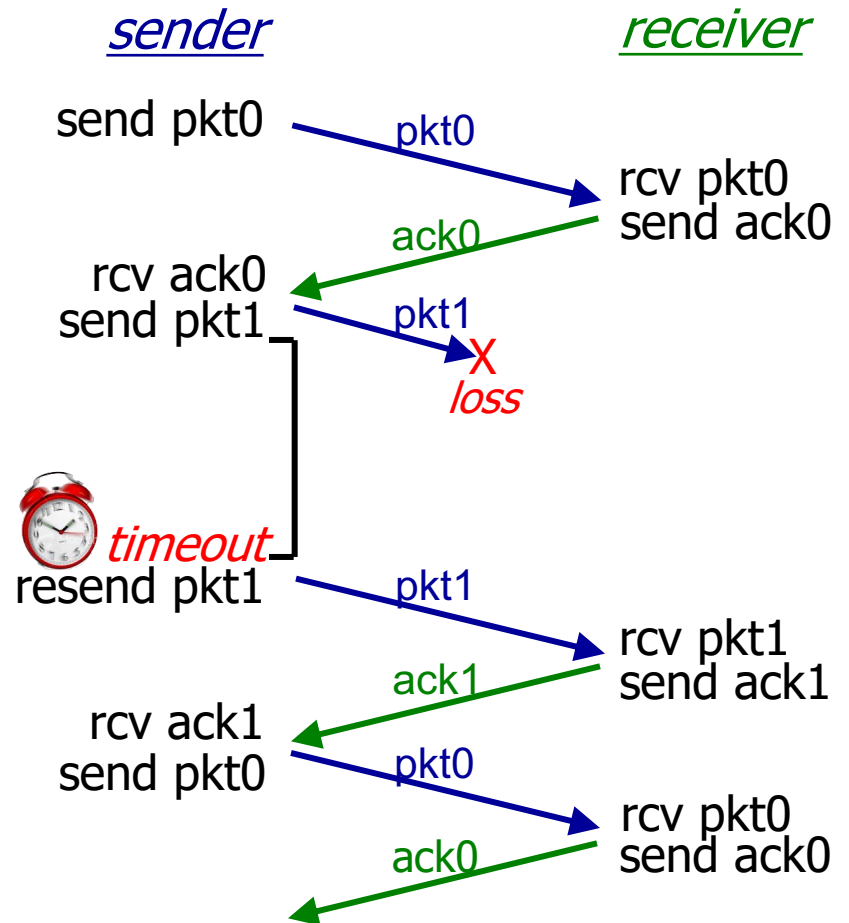 sender
receiver
send pkt0
pkt0
rcv pkt0
send ack0
ack0
rcv ack0
send pkt1
pkt1
X
loss
timeout
resend pkt1
pkt1
rcv pkt1
send ack1
ack1
rcv ack1
send pkt0
pkt0
rcv pkt0
send ack0
ack0